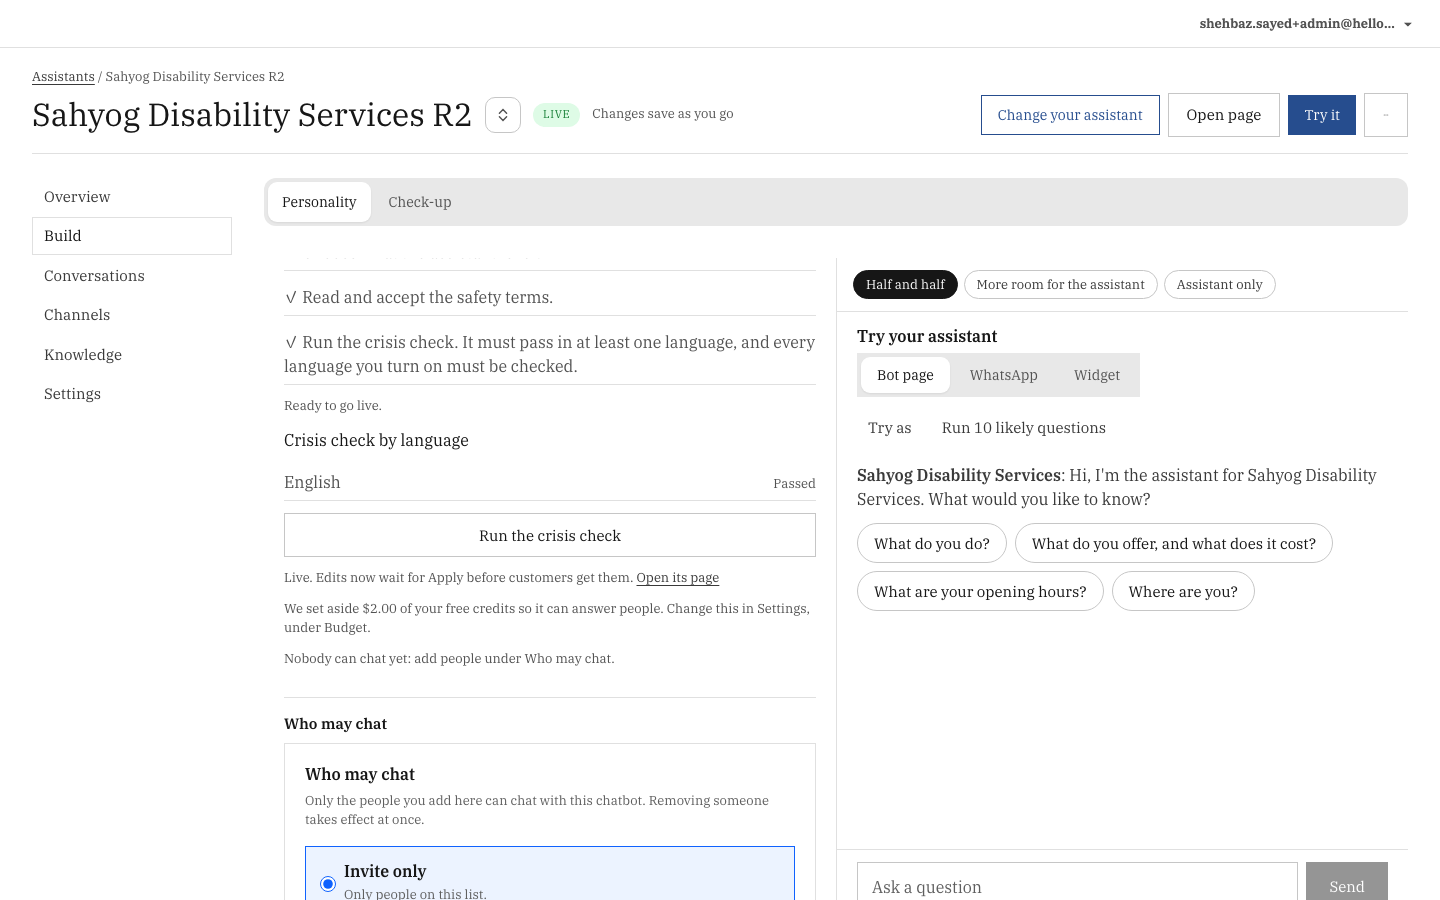 shehbaz.sayed+admin@hello...
Assistants / Sahyog Disability Services R2
Sahyog Disability Services R2
LIVE
Changes save as you go
Change your assistant
Open page
Try it
Overview
Build
Conversations
Channels
Knowledge
Settings
Personality
Check-up
✓ Read and accept the safety terms.
✓ Run the crisis check. It must pass in at least one language, and every
language you turn on must be checked.
Ready to go live.
Crisis check by language
English
Passed
Run the crisis check
Live. Edits now wait for Apply before customers get them. Open its page
We set aside $2.00 of your free credits so it can answer people. Change this in Settings,
under Budget.
Nobody can chat yet: add people under Who may chat.
Who may chat
Who may chat
Only the people you add here can chat with this chatbot. Removing someone
takes effect at once.
Invite only
Only people on this list.
Half and half
More room for the assistant
Assistant only
Try your assistant
Bot page
WhatsApp
Widget
Try as
Run 10 likely questions
Sahyog Disability Services: Hi, I'm the assistant for Sahyog Disability
Services. What would you like to know?
What do you do?
What do you offer, and what does it cost?
What are your opening hours?
Where are you?
Ask a question
Send